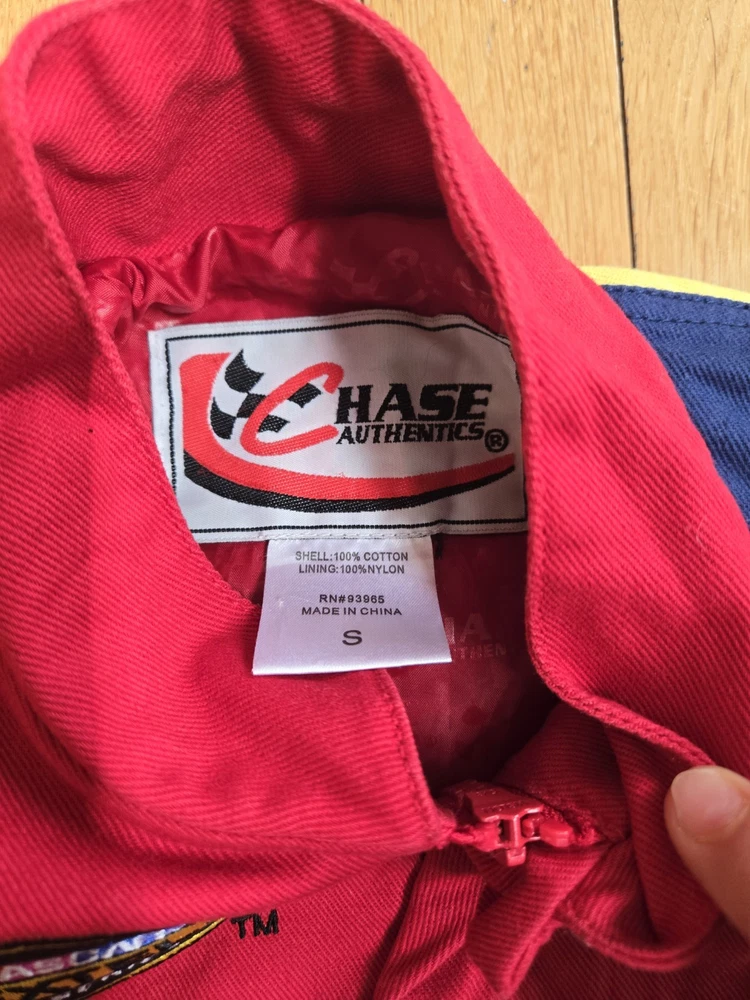 CHASE
AUTHENTICS®
SHELL:100% COTTON
LINING:100%NYLON
RN#93965
MADE IN CHINA
S
TM